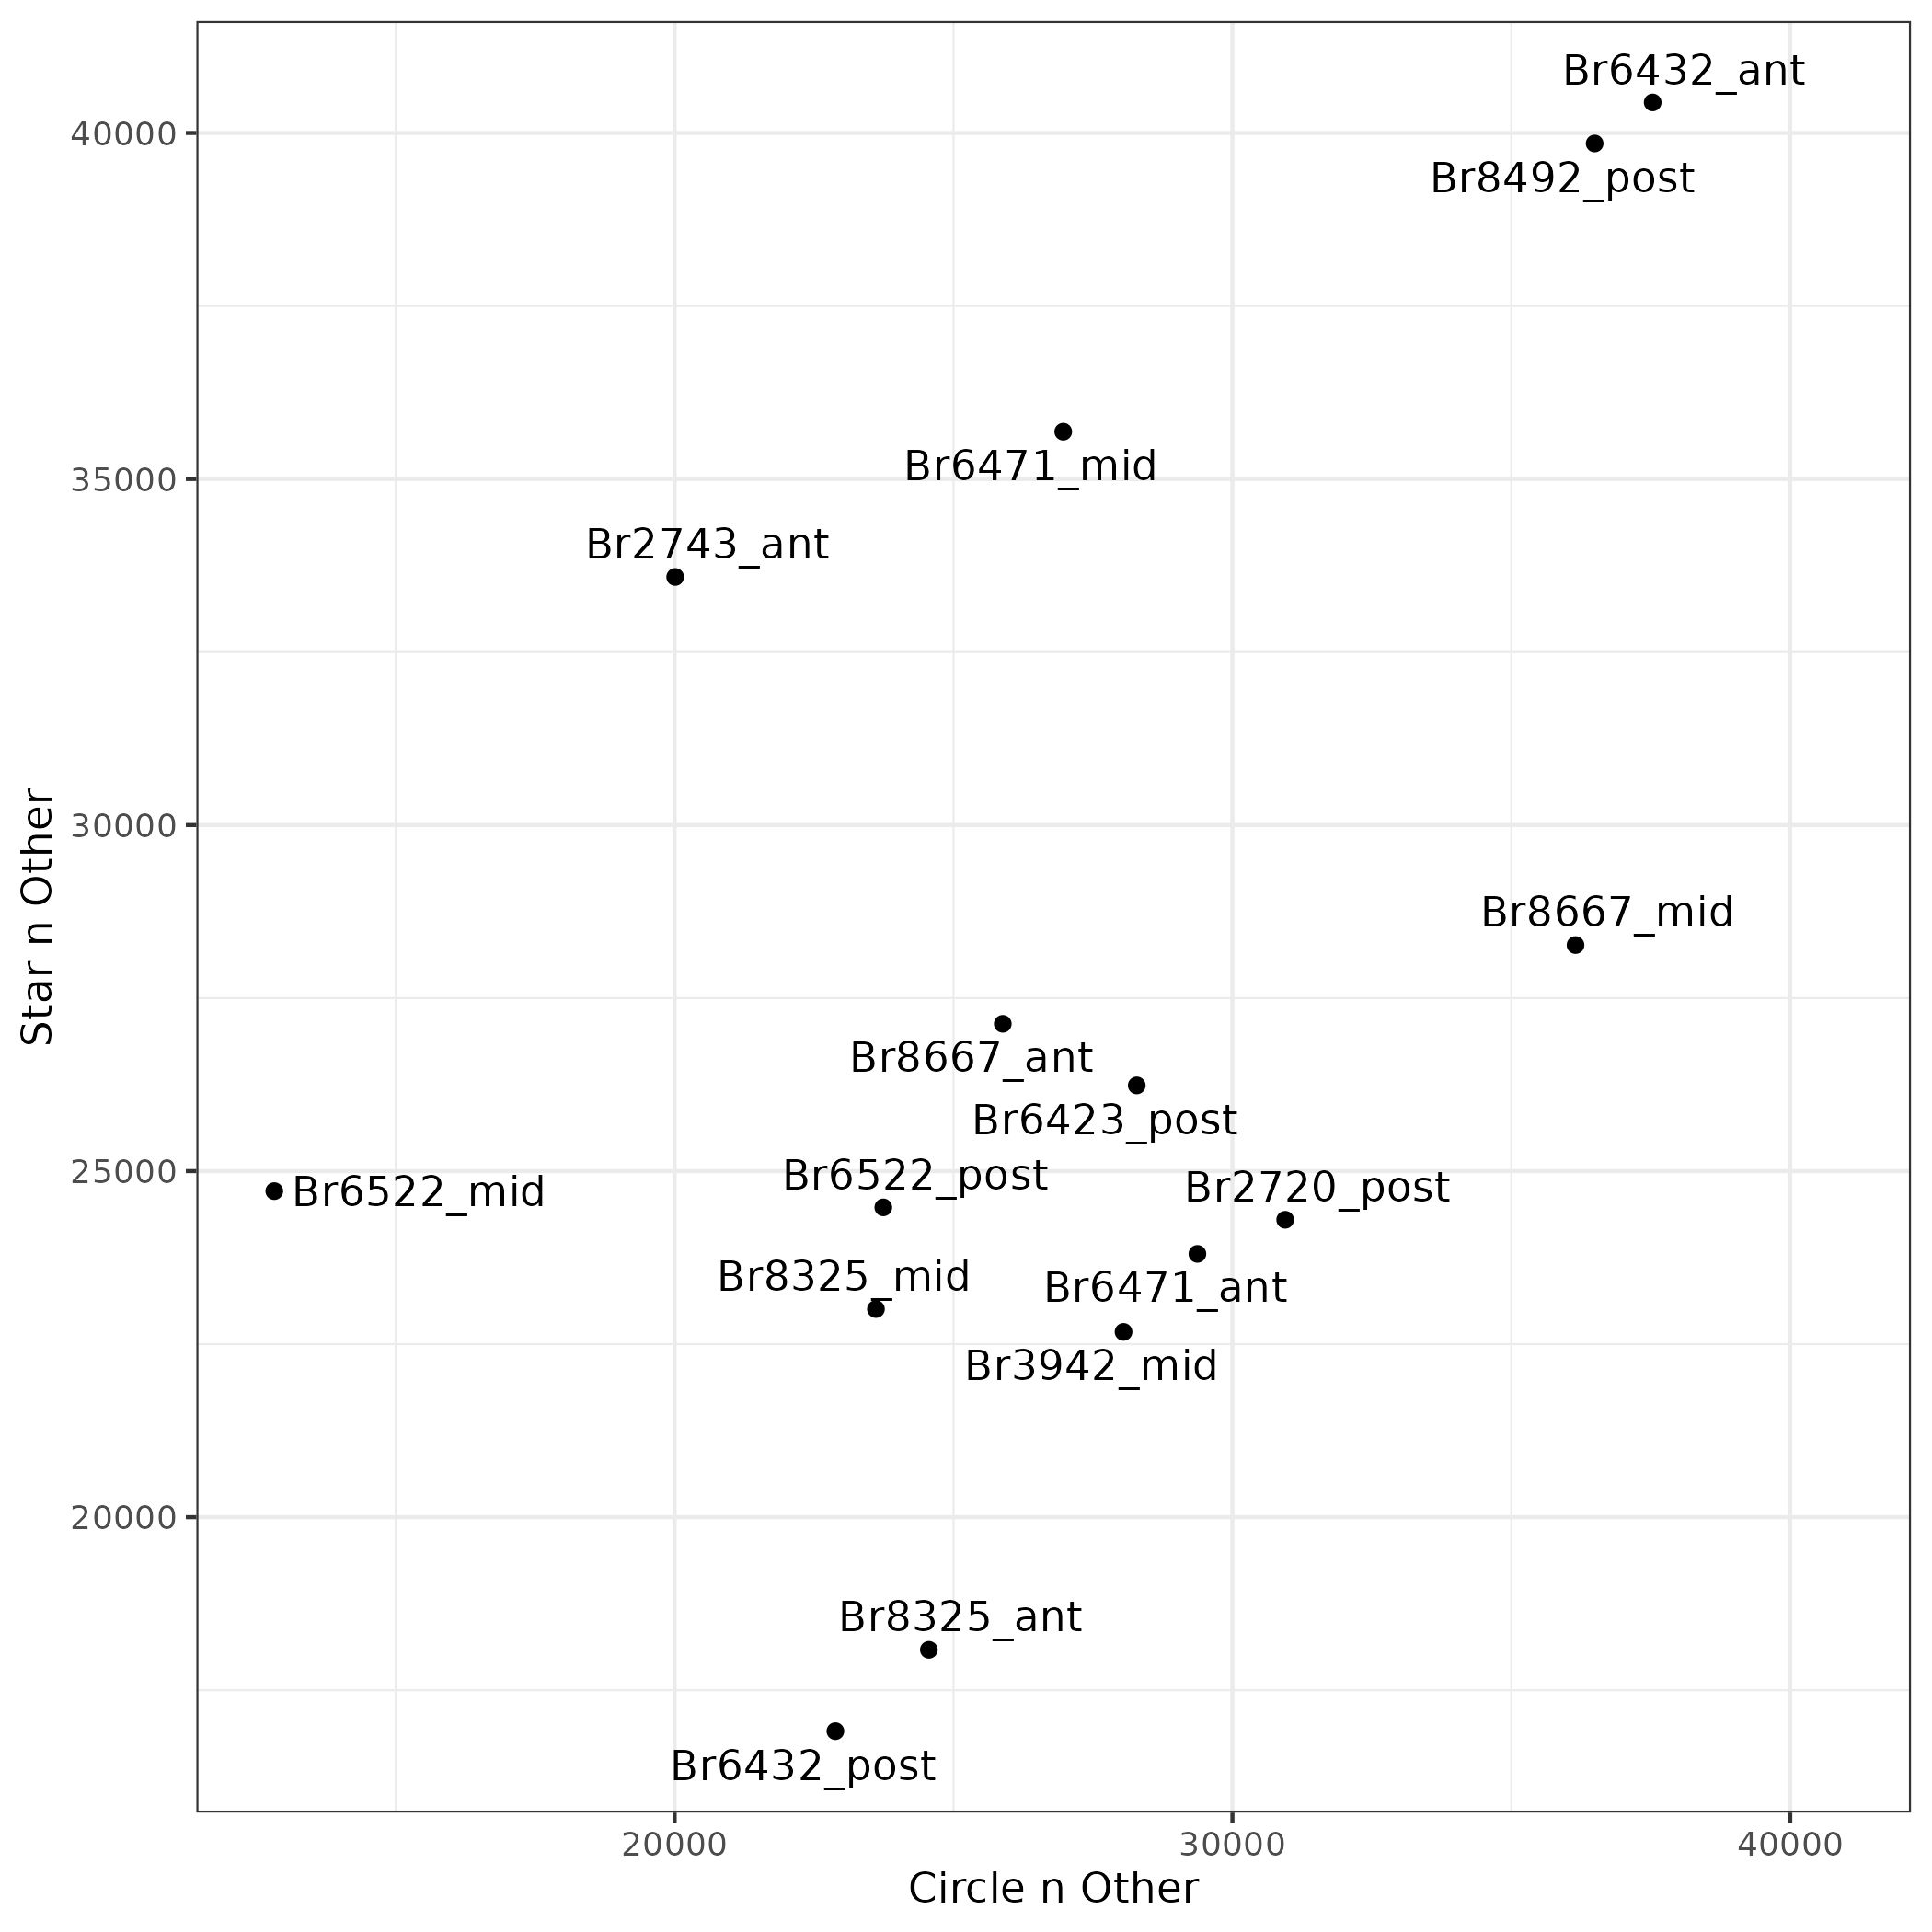 Br6432_ant
40000
Br8492_post
Br6471_mid
35000
Br2743_ant
30000
Star n Other
Br8667_mid
Br8667_ant
Br6423_post
25000
Br6522_post
Br6522_mid
Br2720_post
Br8325_mid
Br6471_ant
Br3942_mid
20000
Br8325_ant
Br6432_post
20000
30000
40000
Circle n Other